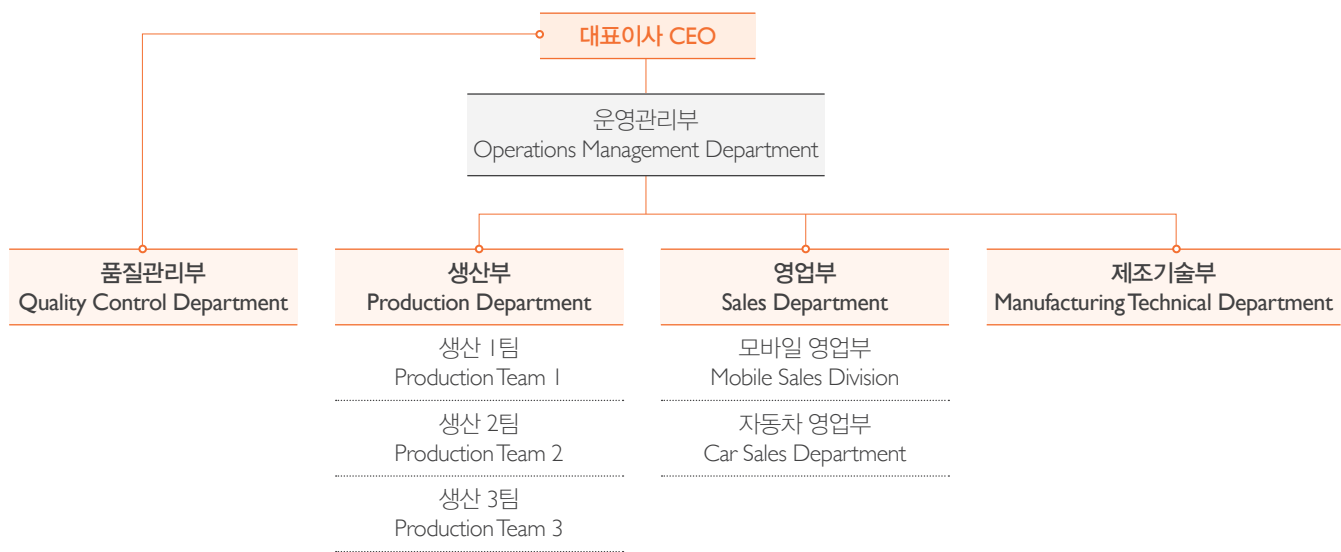 대표이사 CEO
운영관리부
Operations Management Department
품질관리부
Quality Control Department
생산부
Production Department
영업부
Sales Department
제조기술부
Manufacturing Technical Department
생산 1팀
Production Team 1
모바일 영업부
Mobile Sales Division
생산 2팀
Production Team 2
자동차 영업부
Car Sales Department
생산 3팀
Production Team 3